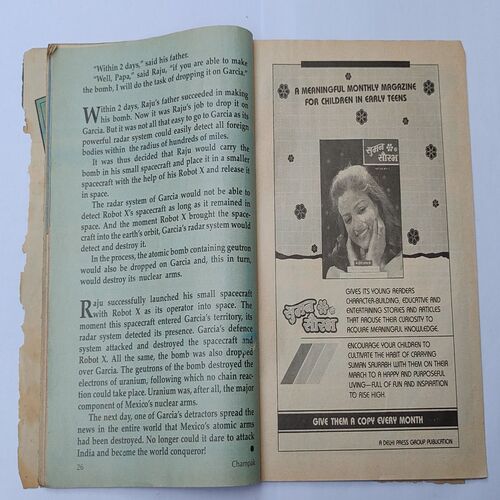 "Within 2 days," said his father.
"Well, Papa," said Raju, "if you are able to make
the bomb, I will do the task of dropping it on Garcia."
Within 2 days, Raju's father succeeded in making
his bomb. Now it was Raju's job to drop it on
Garcia. But it was not all that easy to go to Garcia as its
powerful radar system could easily detect all foreign
bodies within the radius of hundreds of miles.
It was thus decided that Raju would carry the
bomb in his small spacecraft and place it in a smaller
spacecraft with the help of his Robot X and release it
in space.
The radar system of Garcia would not be able to
detect Robot X's spacecraft as long as it remained in
space. And the moment Robot X brought the space-
craft into the earth's orbit, Garcia's radar system would
detect and destroy it.
In the process, the atomic bomb containing geutron
would also be dropped on Garcia and, this in turn,
would destroy its nuclear arms.
Raju successfully launched his small spacecraft
with Robot X as its operator into space. The
moment this spacecraft entered Garcia's territory, its
radar system detected its presence. Garcia's defence
system attacked and destroyed the spacecraft and
Robot X. All the same, the bomb was also dropped
over Garcia. The geutrons of the bomb destroyed the
electrons of uranium, following which no chain reac-
tion could take place. Uranium was, after all, the major
component of Mexico's nuclear arms.
The next day, one of Garcia's detractors spread the
news in the entire world that Mexico's atomic arms
had been destroyed. No longer could it dare to attack
India and become the world conqueror!
26
Champak
A MEANINGFUL MONTHLY MAGAZINE
FOR CHILDREN IN EARLY TEENS
सुमन
सौरभ
सुमन
सौरभ
GIVES ITS YOUNG READERS
CHARACTER-BUILDING, EDUCATIVE AND
ENTERTAINING STORIES AND ARTICLES
THAT AROUSE THEIR CURIOSITY TO
ACQUIRE MEANINGFUL KNOWLEDGE.
ENCOURAGE YOUR CHILDREN TO
CULTIVATE THE HABIT OF CARRYING
SUMAN SAURABH WITH THEM ON THEIR
MARCH TO A HAPPY AND PURPOSEFUL
LIVING—FULL OF FUN AND INSPIRATION
TO RISE HIGH.
GIVE THEM A COPY EVERY MONTH
A DELHI PRESS GROUP PUBLICATION